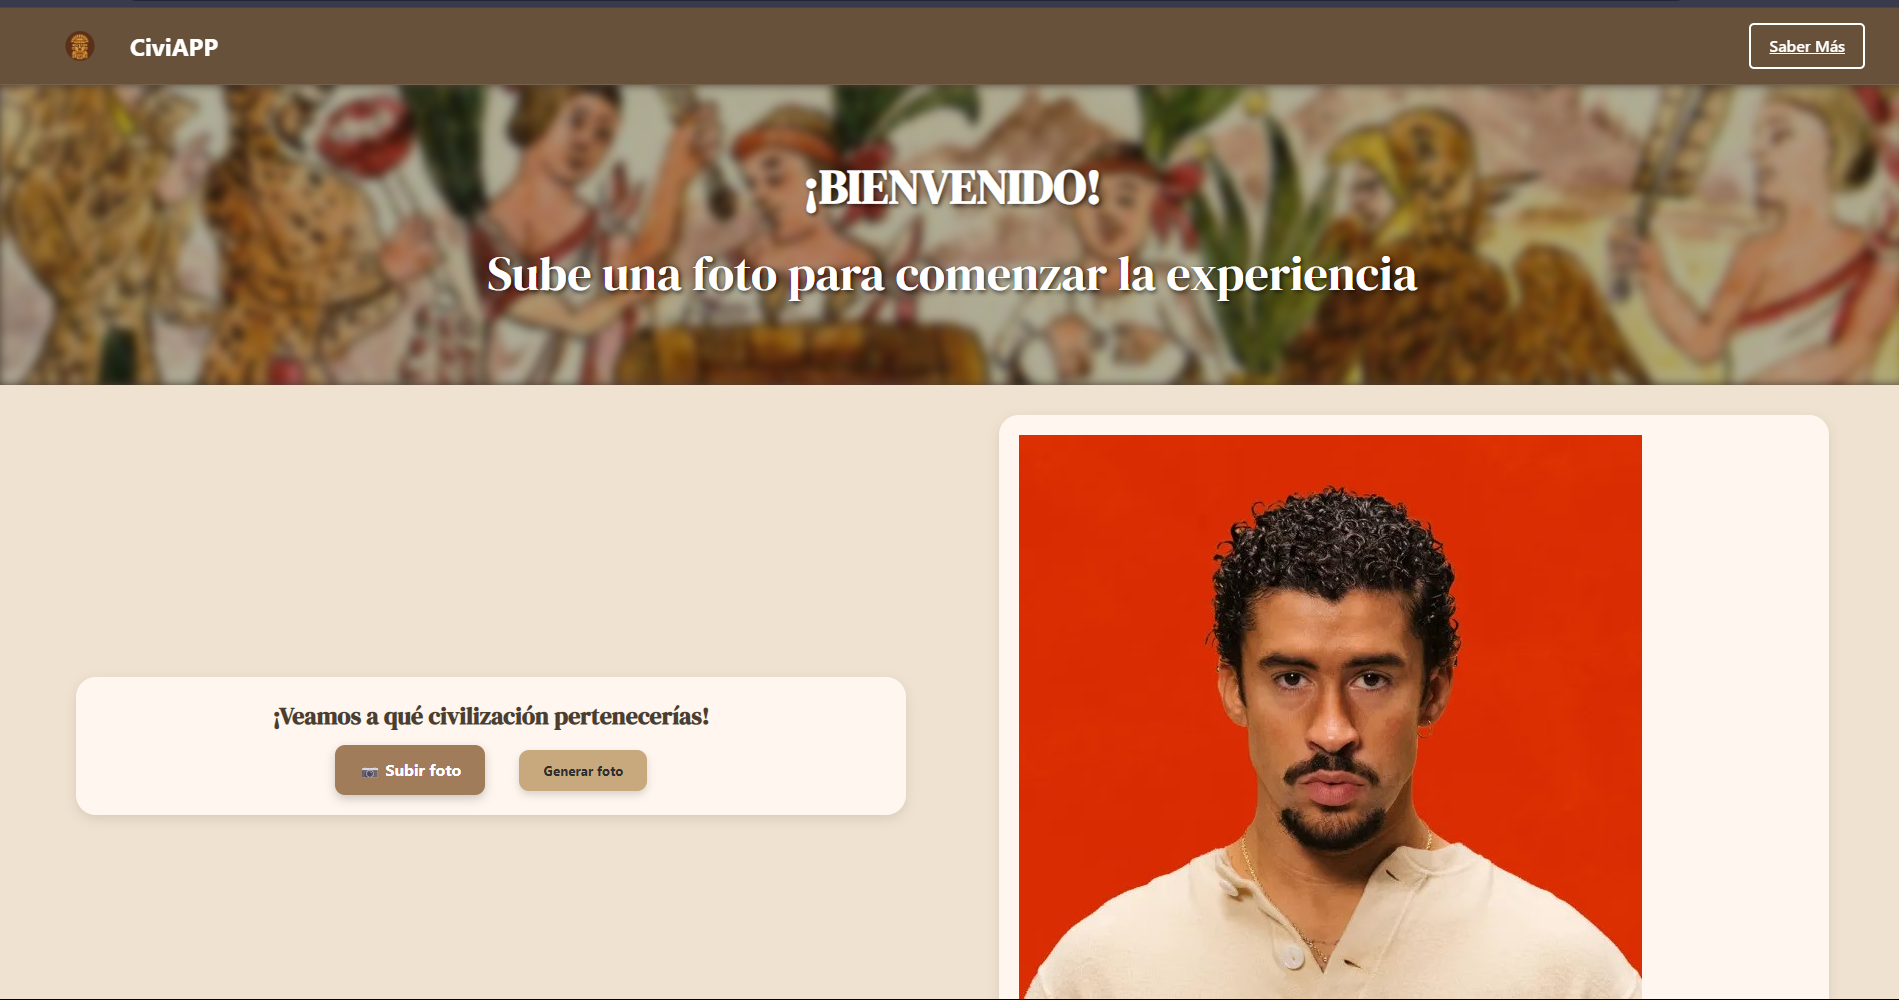 CiviAPP
Saber Más
¡BIENVENIDO!
Sube una foto para comenzar la experiencia
¡Veamos a qué civilización pertenecerías!
📷 Subir foto
Generar foto